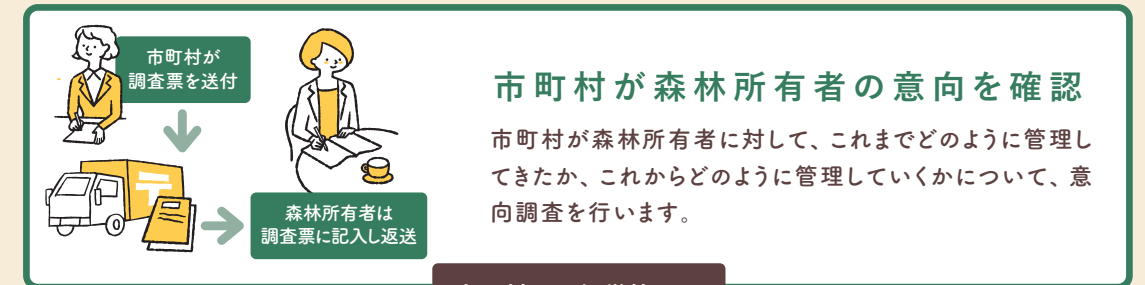 市町村が
調査票を送付
森林所有者は
調査票に記入し返送
市町村が森林所有者の意向を確認
市町村が森林所有者に対して、これまでどのように管理し
てきたか、これからどのように管理していくかについて、意
向調査を行います。